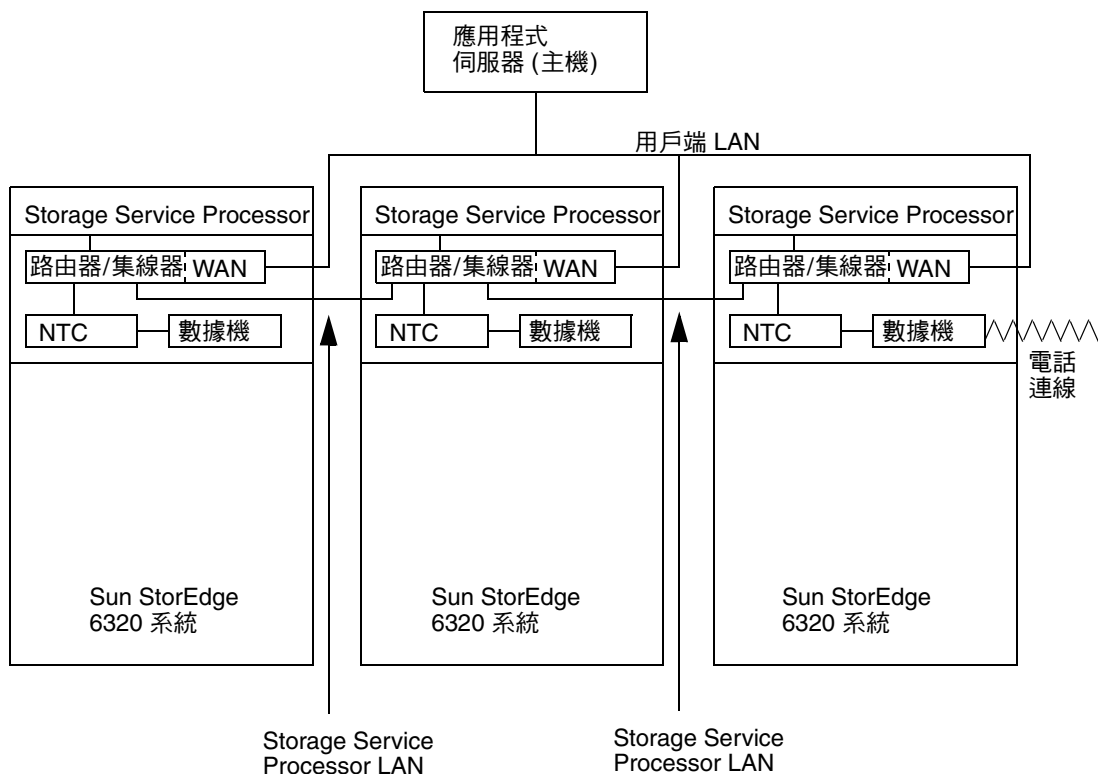 應用程式
伺服器 (主機)
用戶端 LAN
Storage Service Processor
Storage Service Processor
Storage Service Processor
路由器/集線器 WAN
路由器/集線器 WAN
路由器/集線器 WAN
NTC
數據機
NTC
數據機
NTC
數據機
電話
連線
Sun StorEdge
6320 系統
Sun StorEdge
6320 系統
Sun StorEdge
6320 系統
Storage Service
Processor LAN
Storage Service
Processor LAN